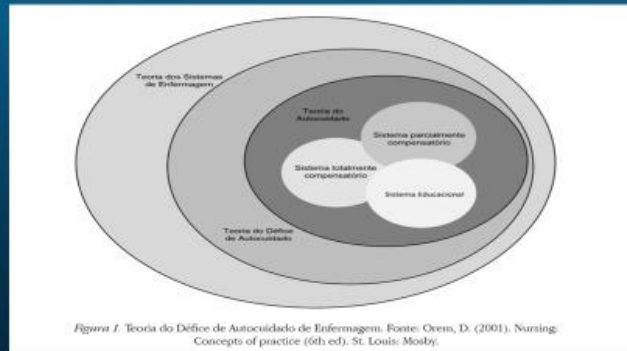 Teoria dos Sistemas
de Enfermagem
Teoria do
Autocuidado
Sistema parcialmente
compensatório
Sistema totalmente
compensatório
Sistema Educacional
Teoria do Défice
de Autocuidado
Figura 1. Teoria do Défice de Autocuidado de Enfermagem. Fonte: Orem, D. (2001). Nursing:
Concepts of practice (6th ed). St. Louis: Mosby.